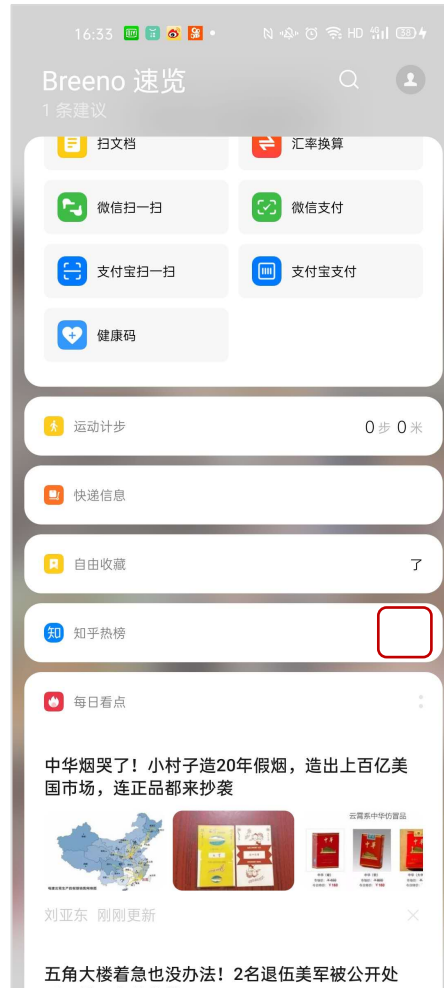 16:33
HD 4G 38
Breeno 速览
1 条建议
扫文档
汇率换算
微信扫一扫
微信支付
支付宝扫一扫
支付宝支付
健康码
运动计步
0步 0米
快递信息
自由收藏
了
知 知乎热榜
每日看点
中华烟哭了！小村子造20年假烟，造出上百亿美
国市场，连正品都来抄袭
云霄系中华仿冒品
刘亚东 刚刚更新
五角大楼着急也没办法！2名退伍美军被公开处